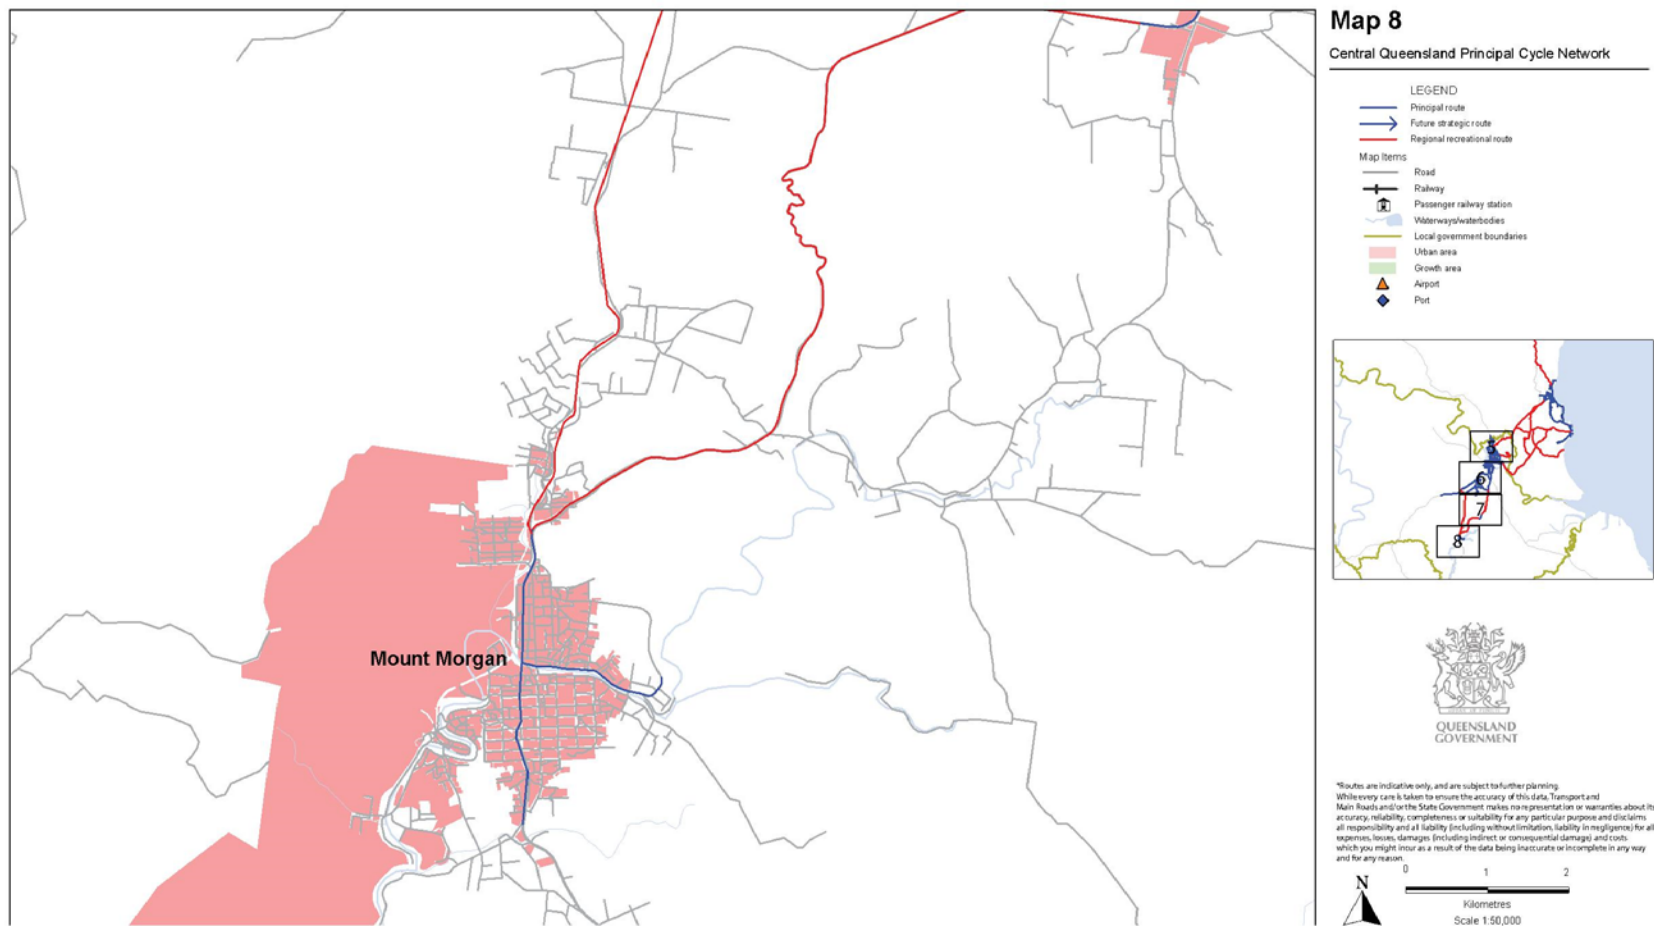 Map 8
Central Queensland Principal Cycle Network
LEGEND
Principal route
Future strategic route
Regional recreational route
Map Items
Road
Railway
Passenger railway station
Waterways/waterbodies
Local government boundaries
Urban area
Growth area
Airport
Port
5
6
7
8
Mount Morgan
QUEENSLAND
GOVERNMENT
*Routes are indicative only, and are subject to further planning.
While every care is taken to ensure the accuracy of this data, Transport and
Main Roads and/or the State Government makes no representation or warranties about its
accuracy, reliability, completeness or suitability for any particular purpose and disclaims
all responsibility and all liability (including without limitation, liability in negligence) for all
expenses, losses, damages (including indirect or consequential damage) and costs
which you might incur as a result of the data being inaccurate or incomplete in any way
and for any reason.
N
0 1 2
Kilometres
Scale 1:50,000